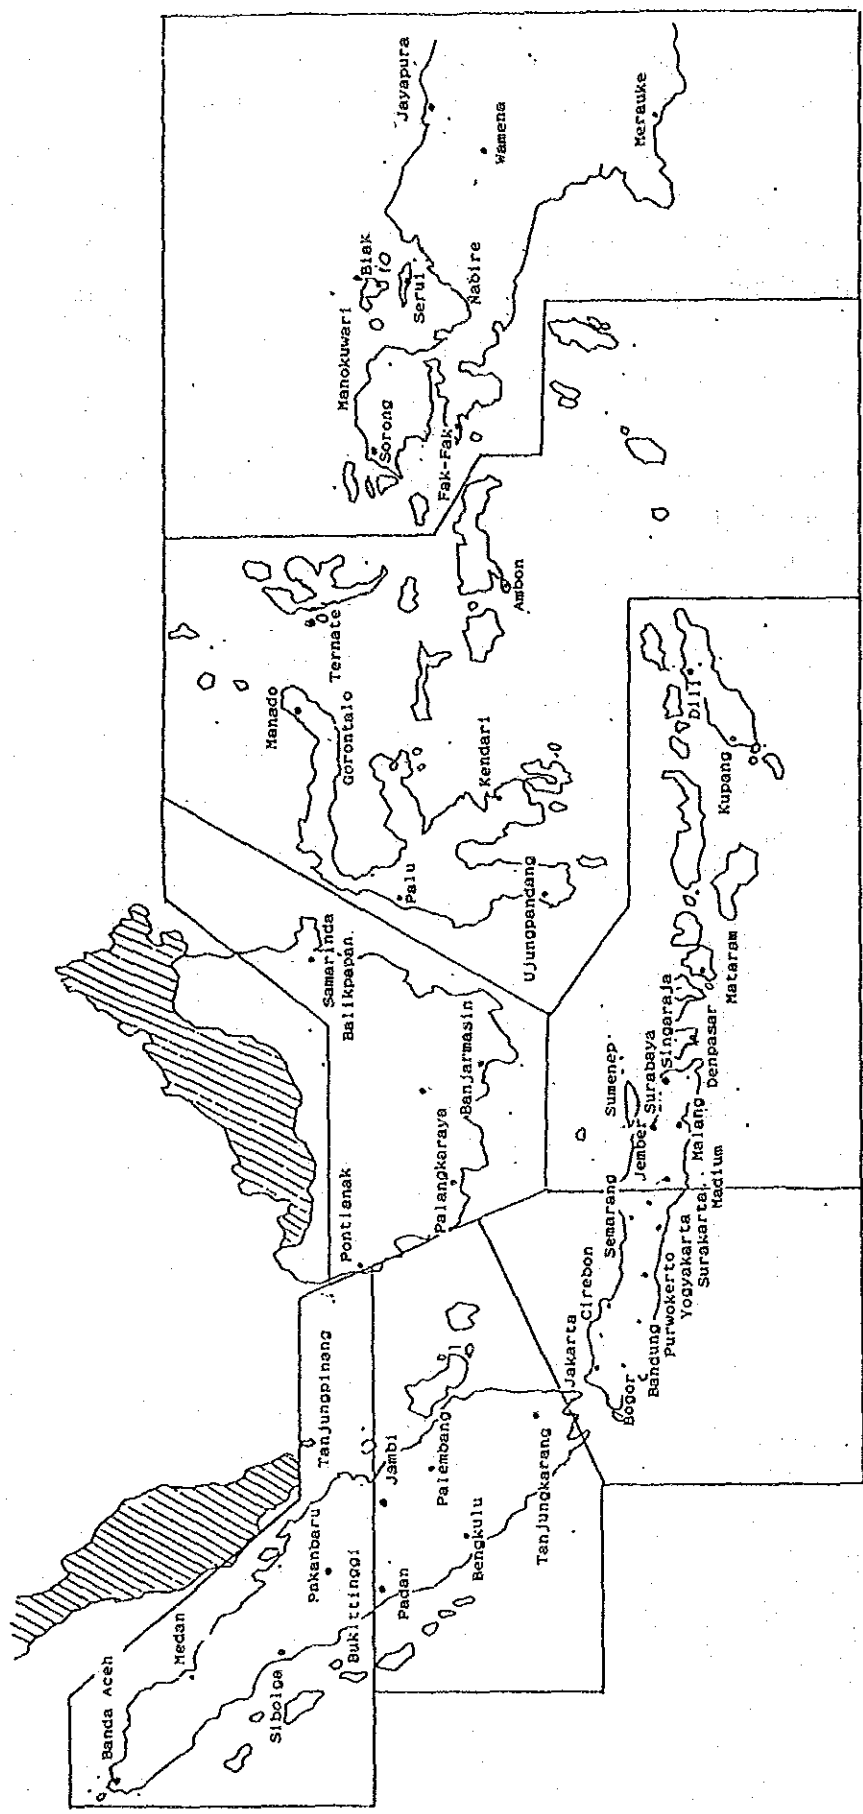 Banda Aceh
Medan
Sibolga
Pakanbaru
Bukittinggi
Tanjungpinang
Padan
Jambi
Palembang
Bengkulu
Tanjungkarang
Pontianak
Palangkaraya
Banjarmasin
Samarinda
Balikpapan
Jakarta
Bogor
Cirebon
Bandung
Semarang
Purwokerto
Yogyakarta
Surakarta
Madium
Malang
Jember
Surabaya
Sumenep
Singaraja
Denpasar
Mataram
Kupang
Dili
Manado
Gorontalo
Ternate
Palu
Kendari
Ujungpandang
Ambon
Sorong
Manokuwari
Fak-Fak
Biak
Serui
Nabire
Jayapura
Wamena
Merauke